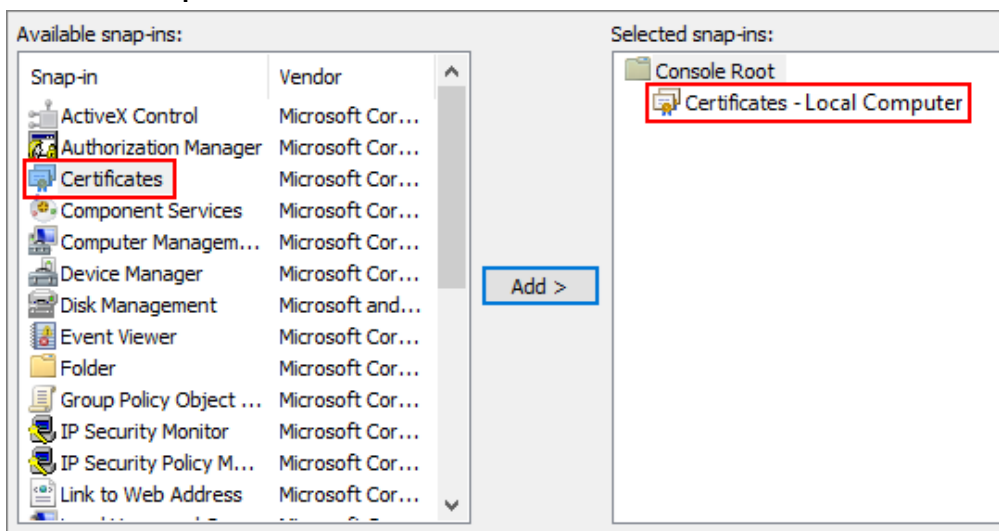 Available snap-ins:
Snap-in Vendor
ActiveX Control Microsoft Cor...
Authorization Manager Microsoft Cor...
Certificates Microsoft Cor...
Component Services Microsoft Cor...
Computer Managem... Microsoft Cor...
Device Manager Microsoft Cor...
Disk Management Microsoft and...
Event Viewer Microsoft Cor...
Folder Microsoft Cor...
Group Policy Object ... Microsoft Cor...
IP Security Monitor Microsoft Cor...
IP Security Policy M... Microsoft Cor...
Link to Web Address Microsoft Cor...
Add >
Selected snap-ins:
Console Root
Certificates - Local Computer